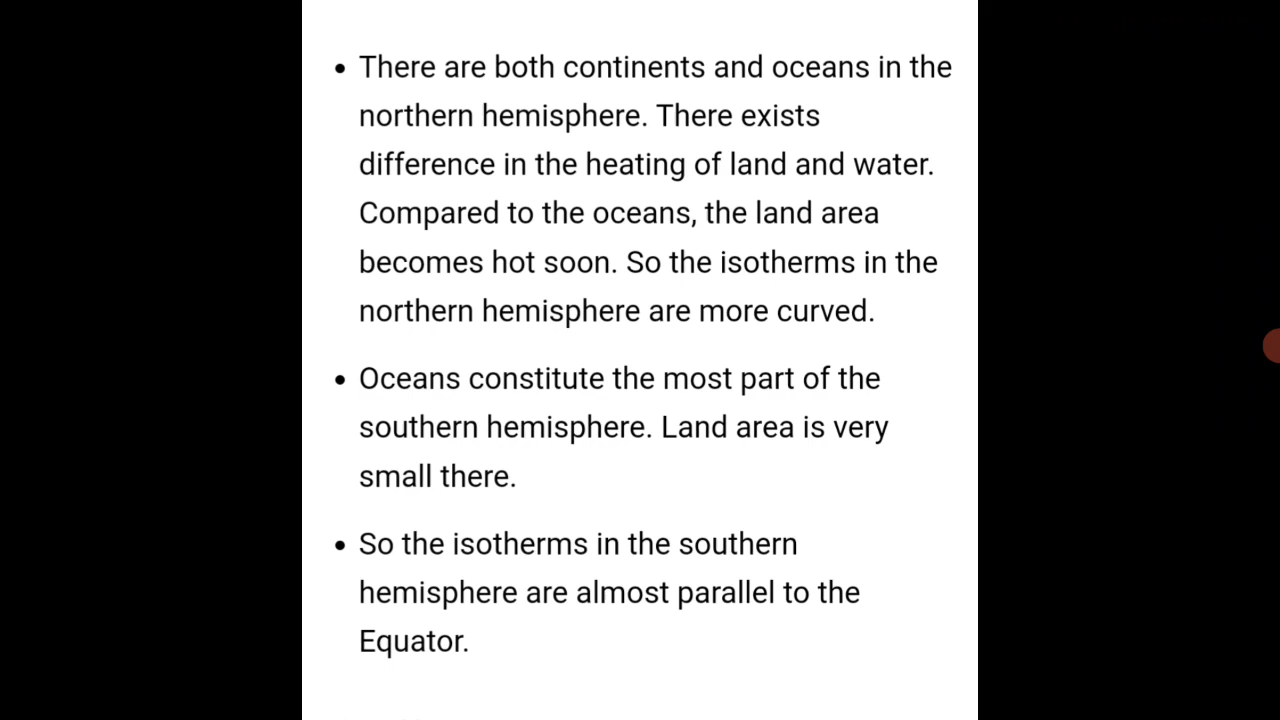 • There are both continents and oceans in the
northern hemisphere. There exists
difference in the heating of land and water.
Compared to the oceans, the land area
becomes hot soon. So the isotherms in the
northern hemisphere are more curved.
• Oceans constitute the most part of the
southern hemisphere. Land area is very
small there.
• So the isotherms in the southern
hemisphere are almost parallel to the
Equator.